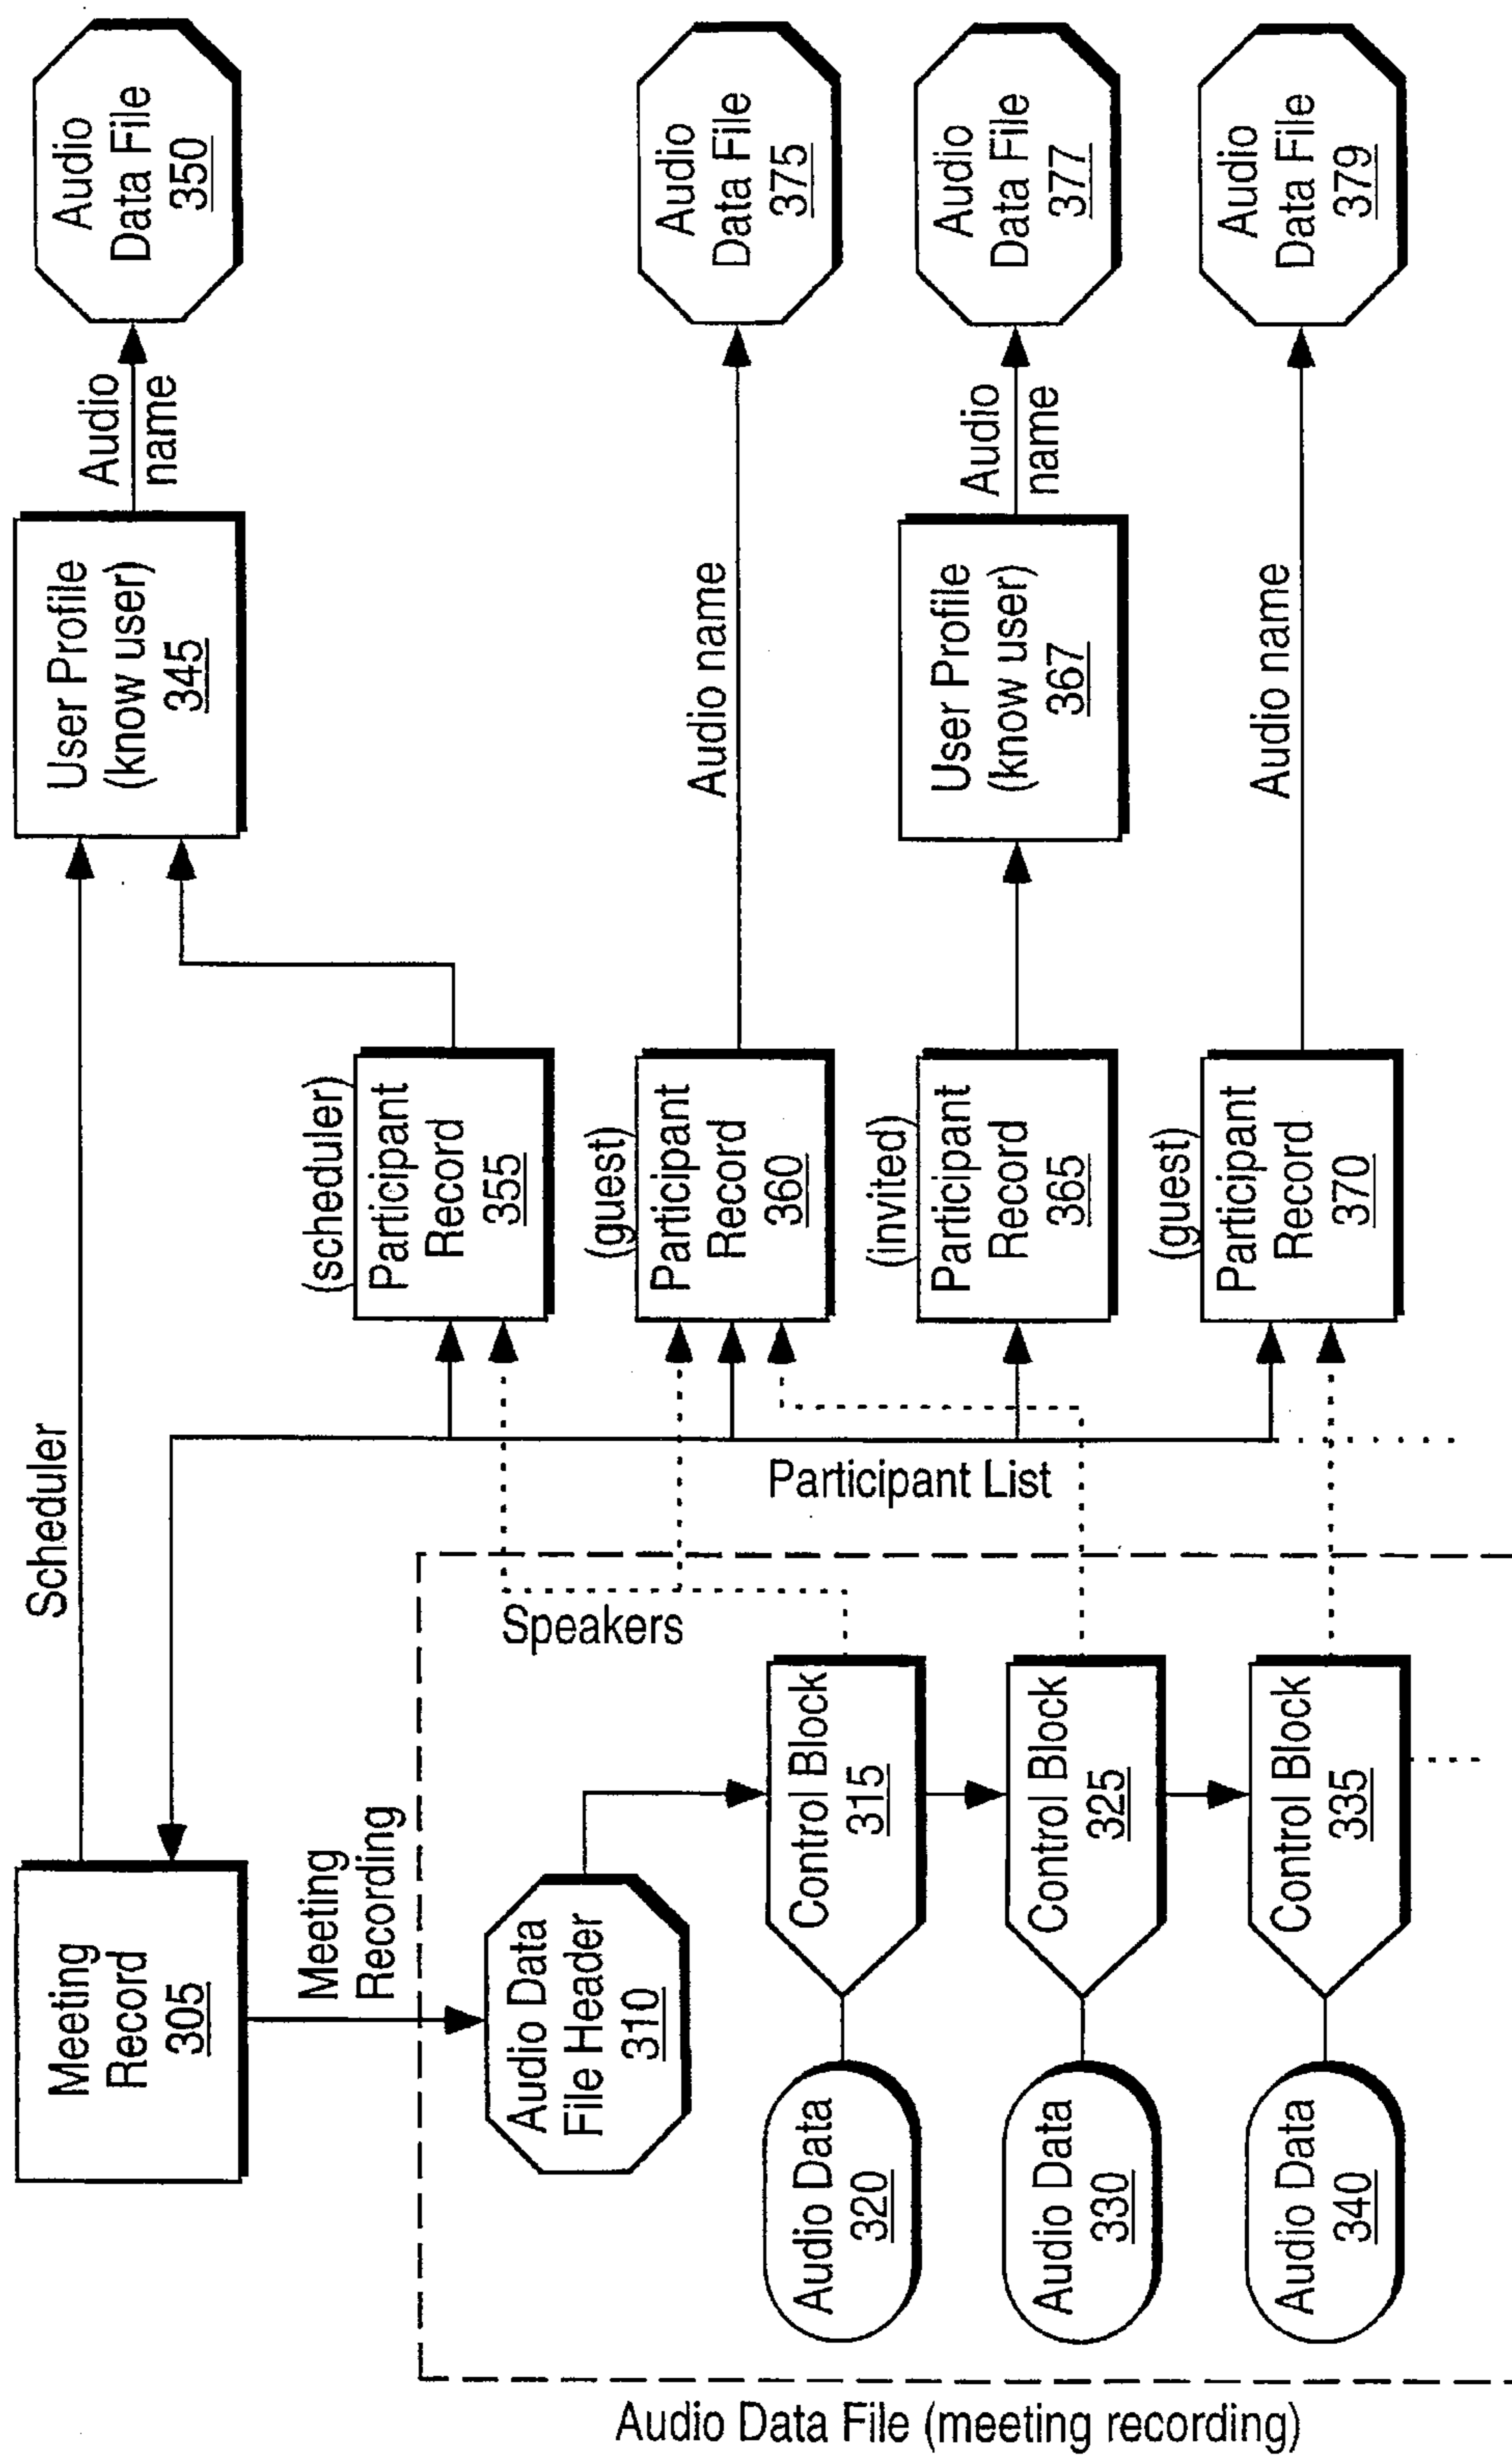 Meeting
Record
305
Scheduler
User Profile
(know user)
345
Audio
name
Audio
Data File
350
Meeting
Recording
(scheduler)
Participant
Record
355
Audio Data
File Header
310
Speakers
(guest)
Participant
Record
360
Audio name
Audio
Data File
375
Participant List
Audio Data
320
Control Block
315
(invited)
Participant
Record
365
User Profile
(know user)
367
Audio
name
Audio
Data File
377
Audio Data
330
Control Block
325
(guest)
Participant
Record
370
Audio name
Audio
Data File
379
Audio Data
340
Control Block
335
Audio Data File (meeting recording)